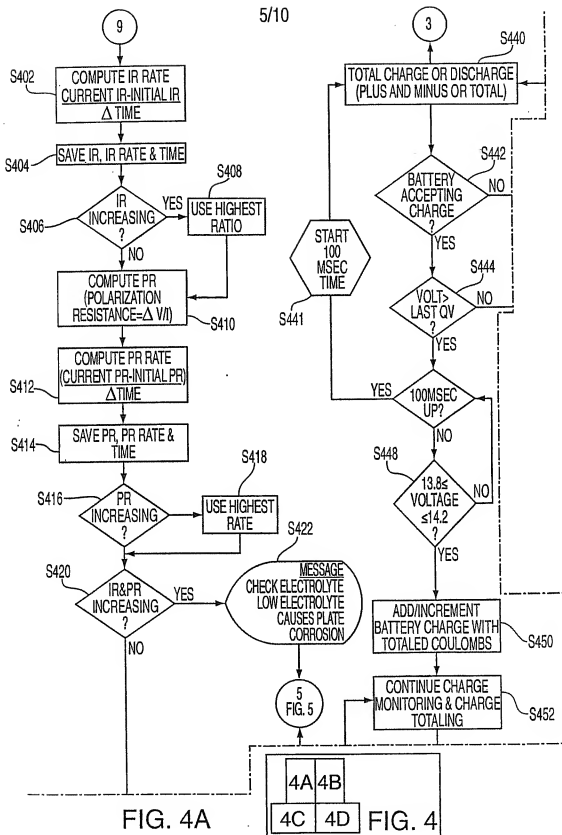 5/10
9
S402
COMPUTE IR RATE
CURRENT IR-INITIAL IR
Δ TIME
S404
SAVE IR, IR RATE & TIME
S406
IR
INCREASING
?
YES
NO
S408
USE HIGHEST
RATIO
COMPUTE PR
(POLARIZATION
RESISTANCE=Δ V/I)
S410
S412
COMPUTE PR RATE
(CURRENT PR-INITIAL PR)
Δ TIME
S414
SAVE PR, PR RATE &
TIME
S416
PR
INCREASING
?
S418
USE HIGHEST
RATE
S420
IR&PR
INCREASING
?
YES
NO
S422
MESSAGE
CHECK ELECTROLYTE
LOW ELECTROLYTE
CAUSES PLATE
CORROSION
5
FIG. 5
3
S440
TOTAL CHARGE OR DISCHARGE
(PLUS AND MINUS OR TOTAL)
S442
BATTERY
ACCEPTING
CHARGE
?
NO
YES
START
100
MSEC
TIME
S441
S444
VOLT>
LAST QV
?
NO
YES
100MSEC
UP?
YES
NO
S448
13.8≤
VOLTAGE
≤14.2
?
NO
YES
ADD/INCREMENT
BATTERY CHARGE WITH
TOTALED COULOMBS
S450
CONTINUE CHARGE
MONITORING & CHARGE
TOTALING
S452
4A 4B
4C 4D
FIG. 4A
FIG. 4